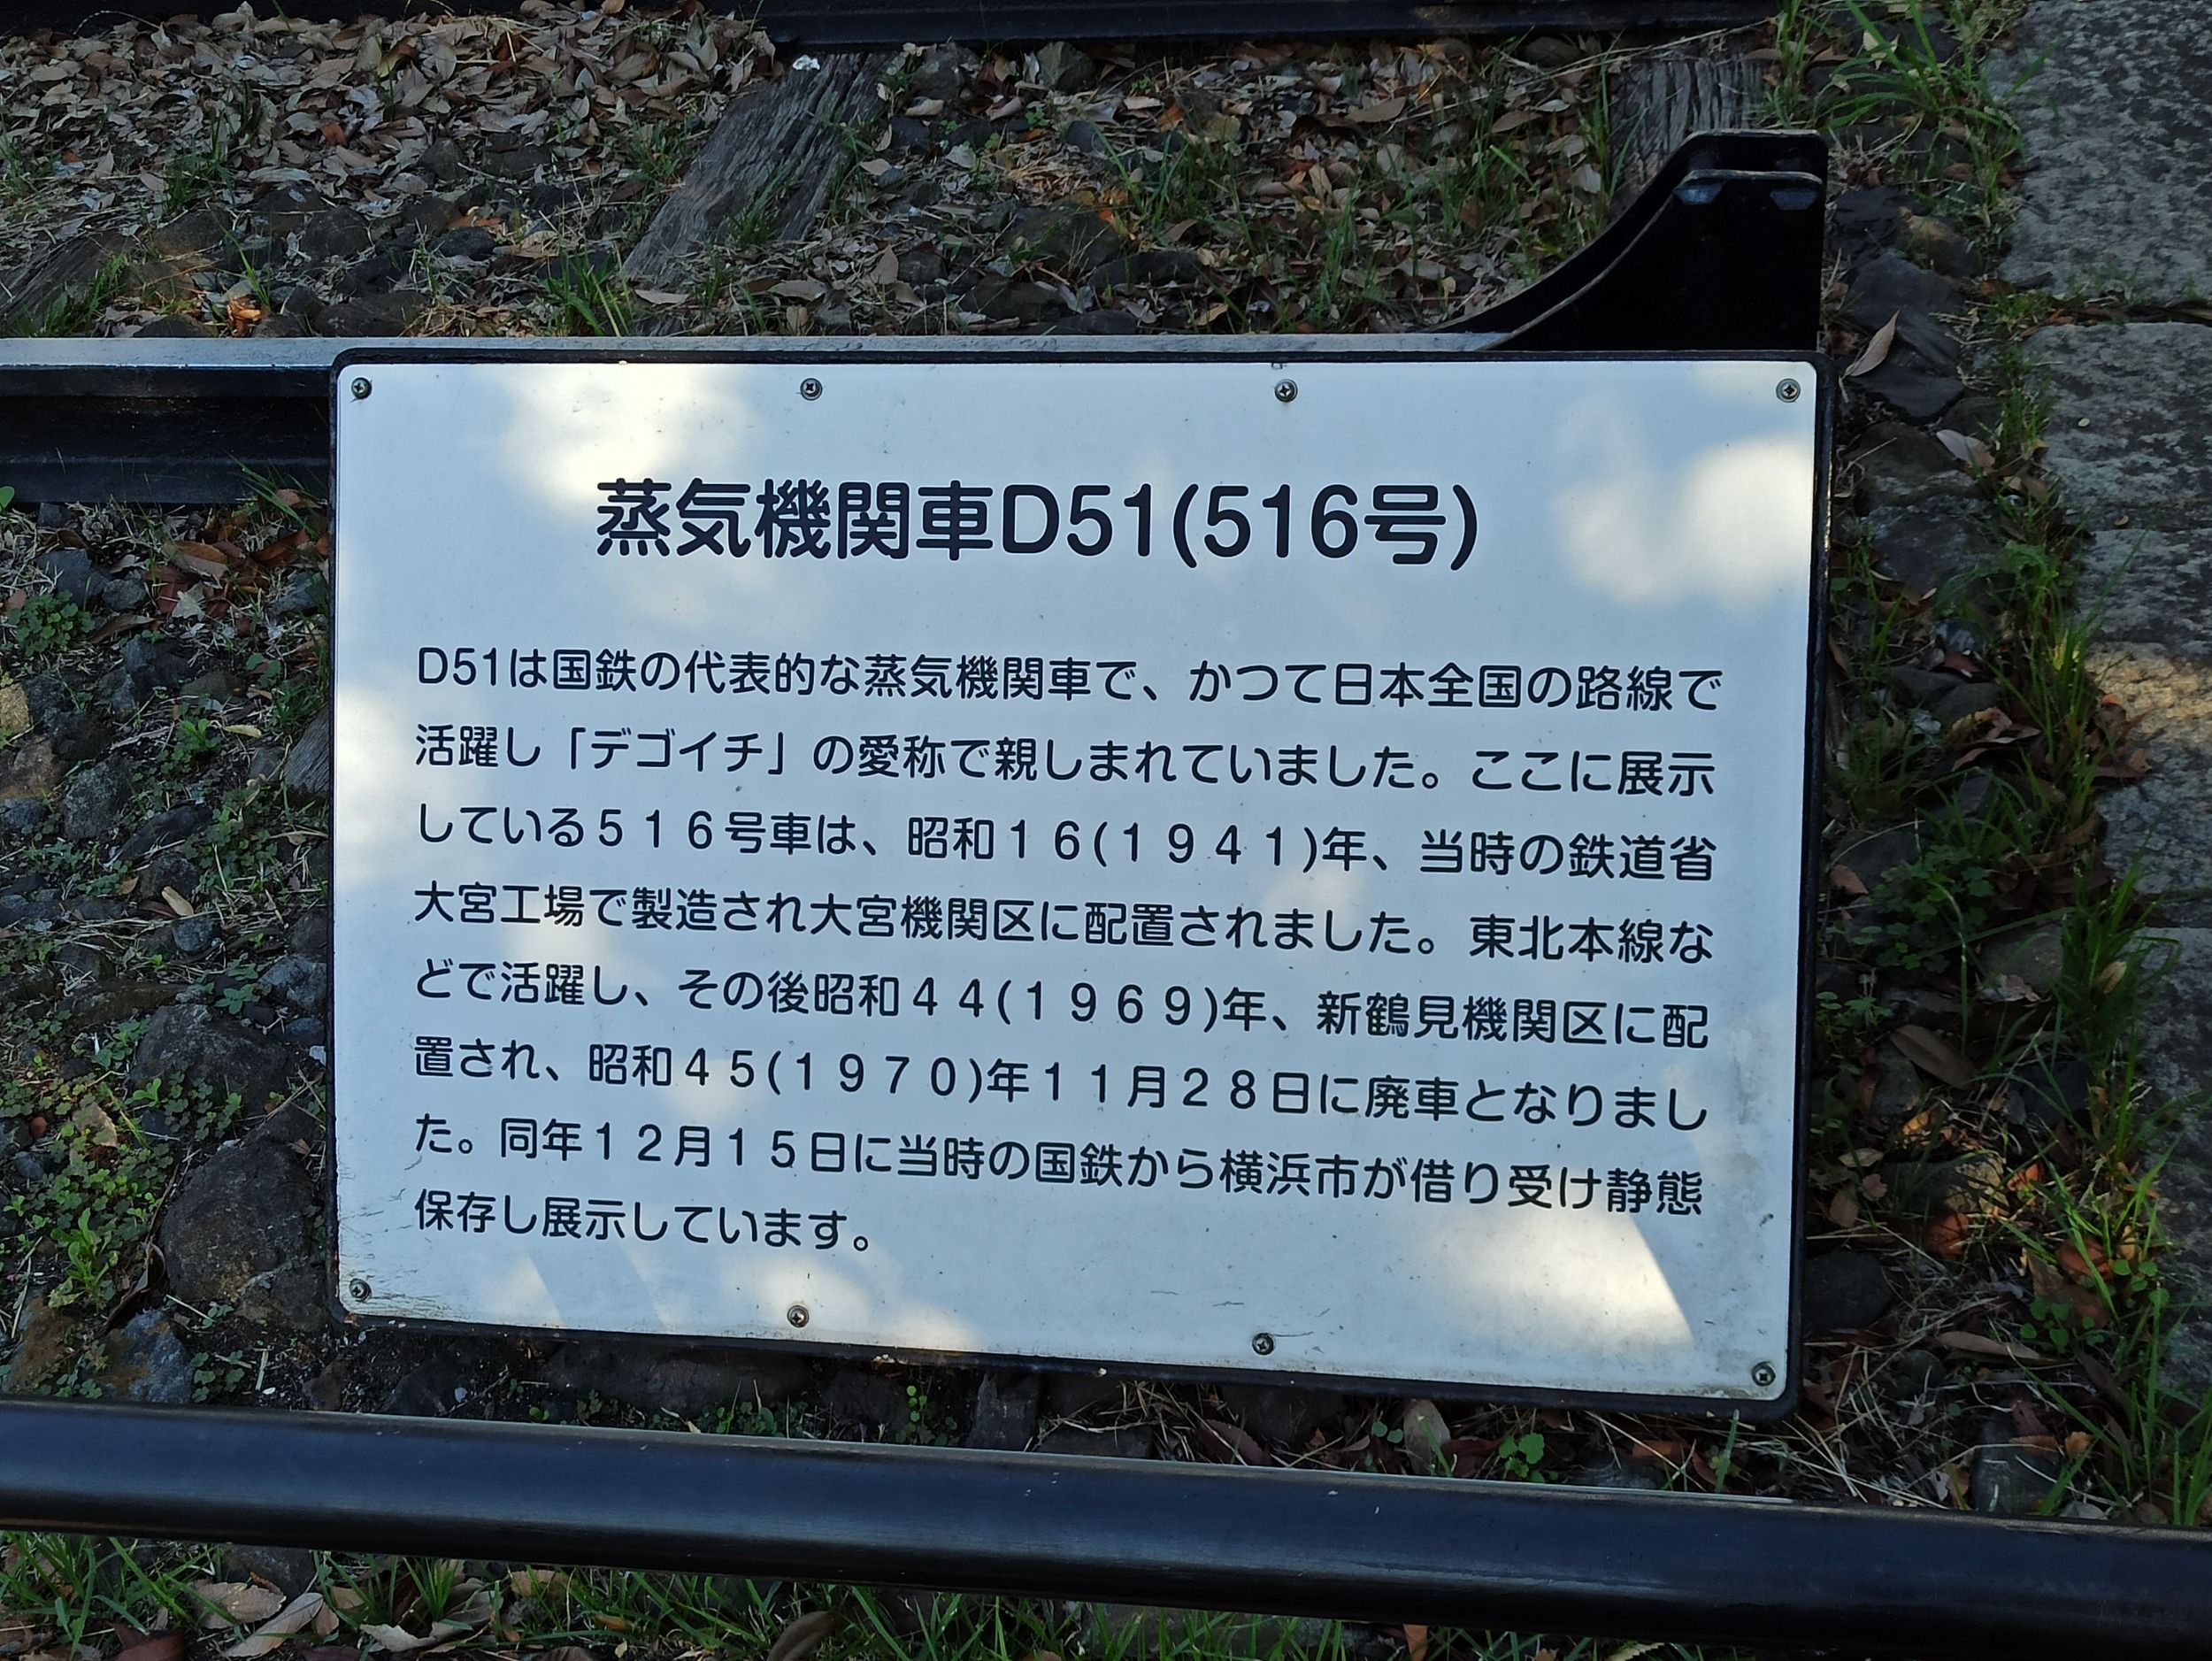 蒸気機関車D51(516号)
D51は国鉄の代表的な蒸気機関車で、かつて日本全国の路線で
活躍し「デゴイチ」の愛称で親しまれていました。ここに展示
している５１６号車は、昭和１６(１９４１)年、当時の鉄道省
大宮工場で製造され大宮機関区に配置されました。東北本線な
どで活躍し、その後昭和４４(１９６９)年、新鶴見機関区に配
置され、昭和４５(１９７０)年１１月２８日に廃車となりまし
た。同年１２月１５日に当時の国鉄から横浜市が借り受け静態
保存し展示しています。